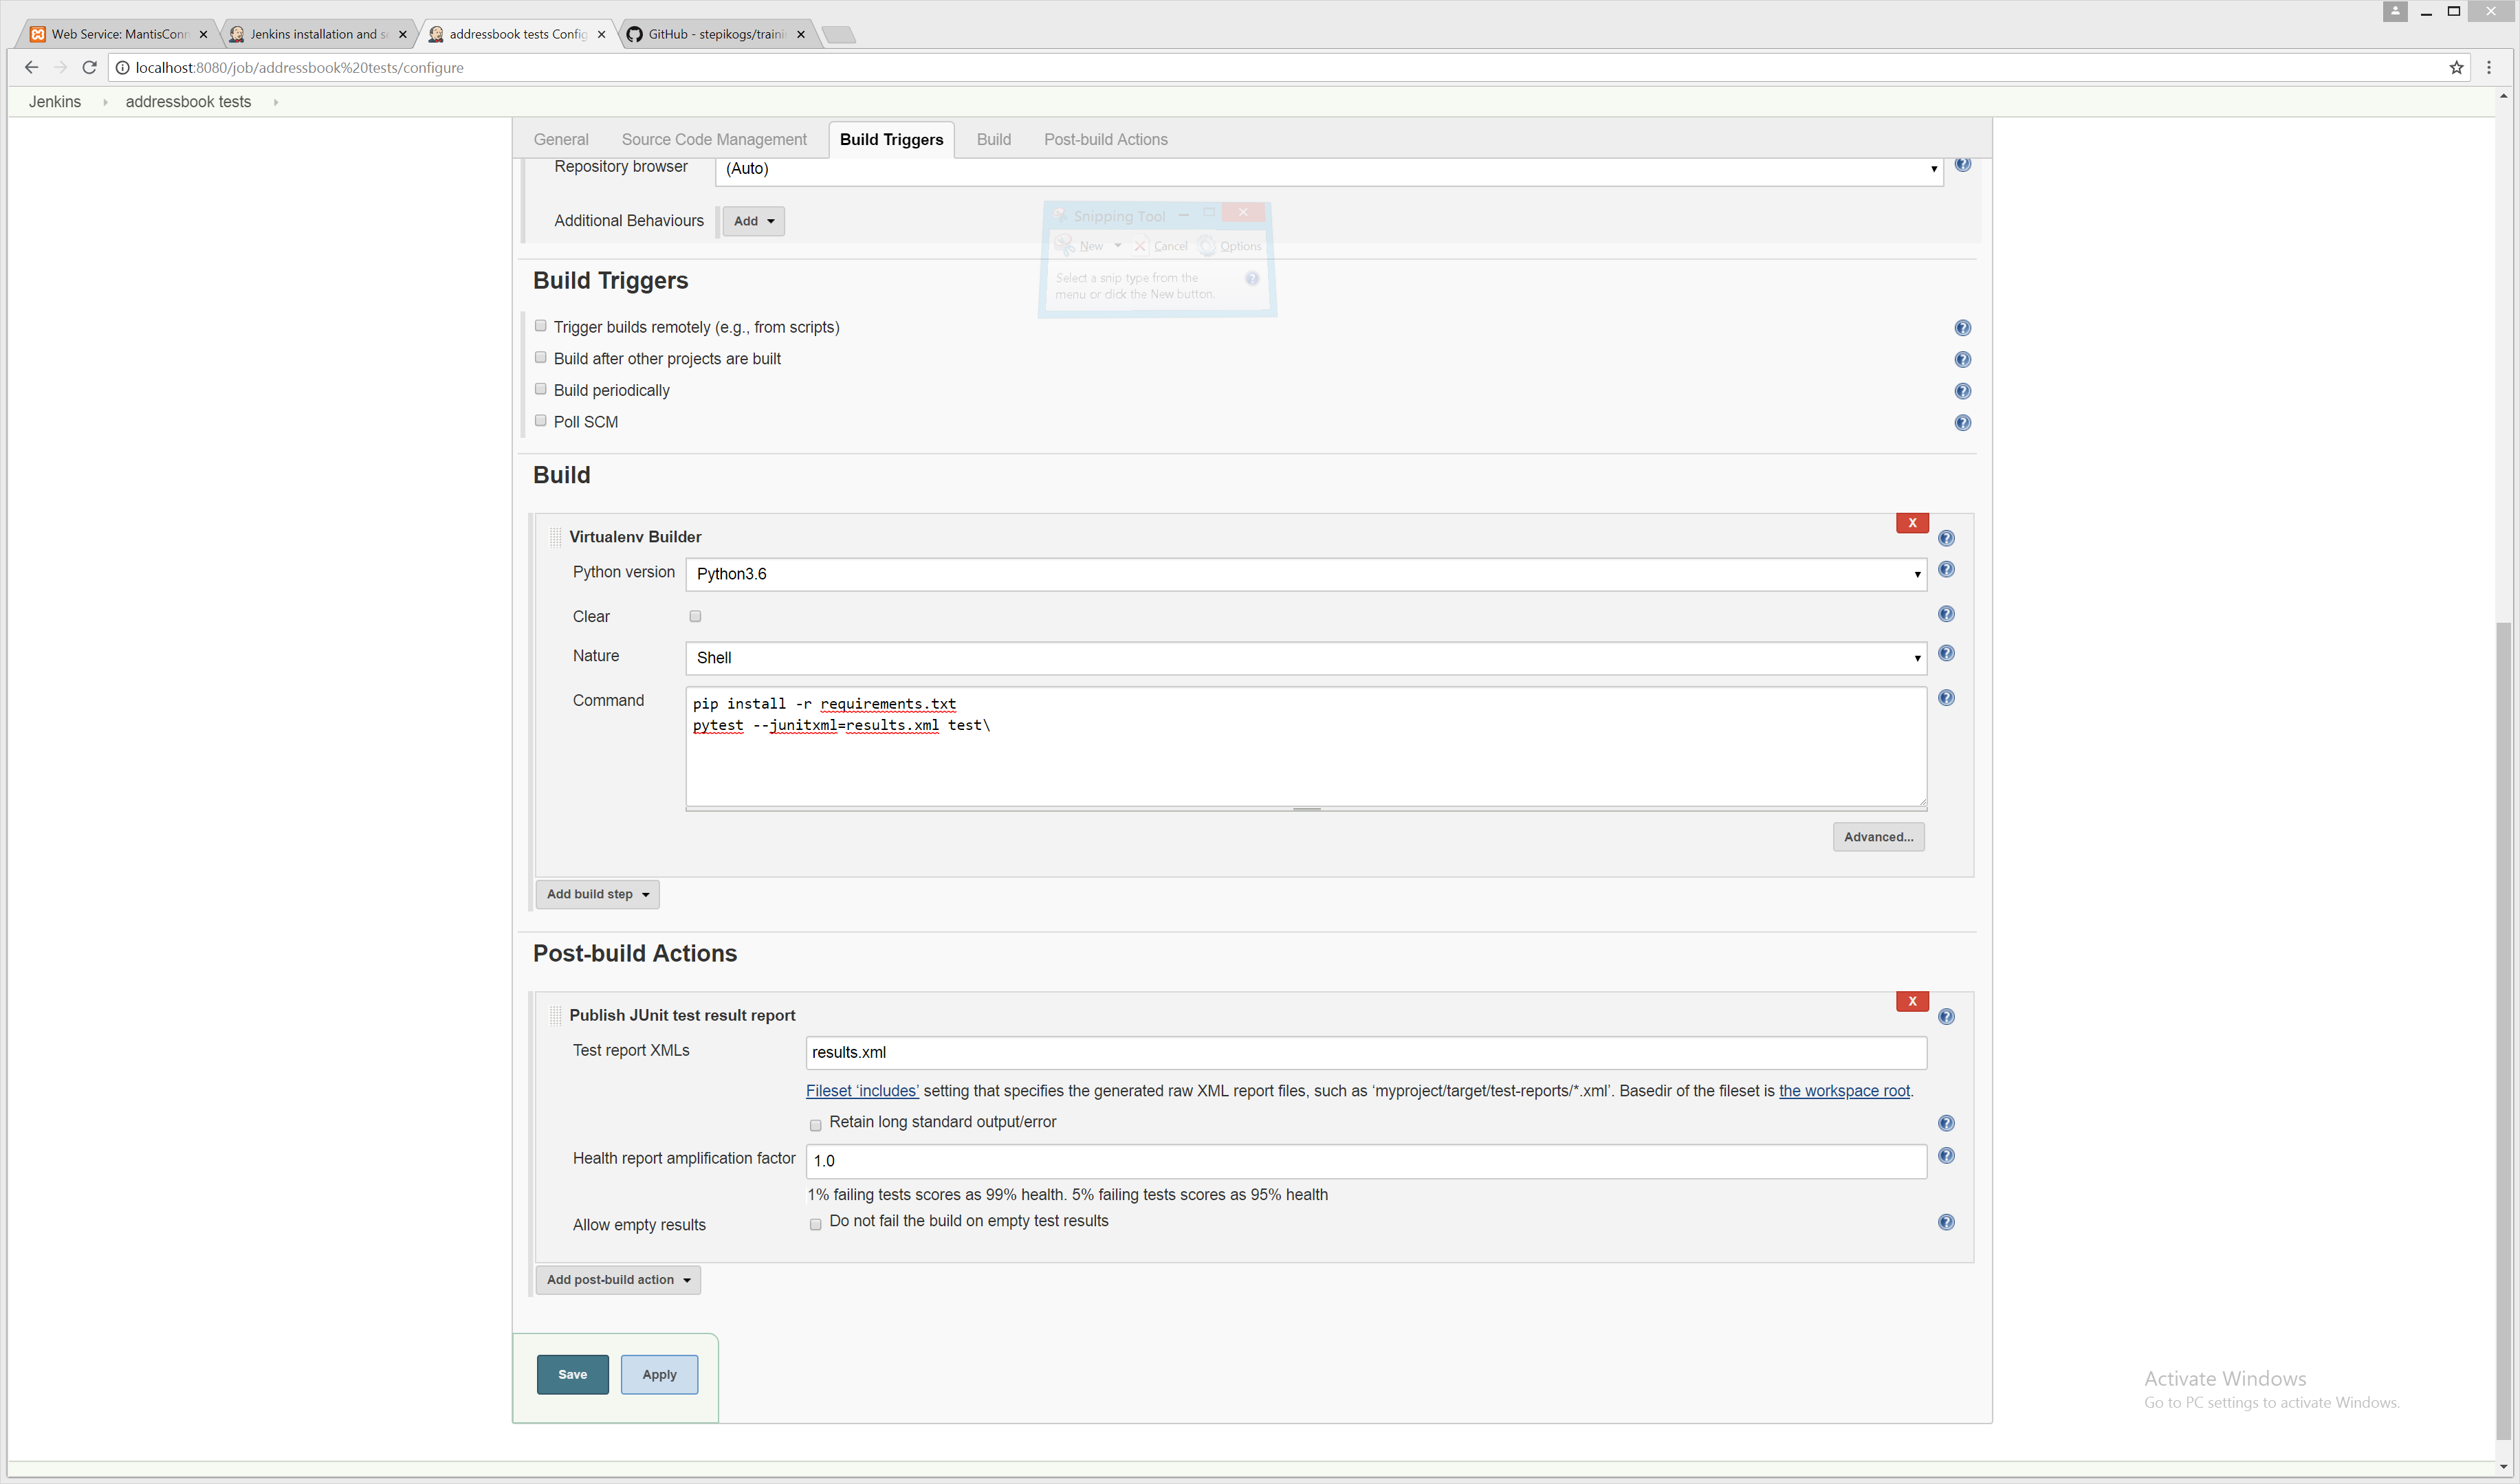 Web Service: MantisConn
Jenkins installation and se
addressbook tests Config
GitHub - stepikogs/traini
localhost:8080/job/addressbook%20tests/configure
Jenkins addressbook tests
General Source Code Management Build Triggers Build Post-build Actions
Repository browser (Auto)
Additional Behaviours Add
Snipping Tool
New Cancel Options
Select a snip type from the
menu or click the New button.
Build Triggers
Trigger builds remotely (e.g., from scripts)
Build after other projects are built
Build periodically
Poll SCM
Build
X
Virtualenv Builder
Python version Python3.6
Clear
Nature Shell
Command
pip install -r requirements.txt
pytest --junitxml=results.xml test\
Advanced...
Add build step
Post-build Actions
X
Publish JUnit test result report
Test report XMLs results.xml
Fileset ‘includes’ setting that specifies the generated raw XML report files, such as ‘myproject/target/test-reports/*.xml’. Basedir of the fileset is the workspace root.
Retain long standard output/error
Health report amplification factor 1.0
1% failing tests scores as 99% health. 5% failing tests scores as 95% health
Allow empty results Do not fail the build on empty test results
Add post-build action
Save Apply
Activate Windows
Go to PC settings to activate Windows.